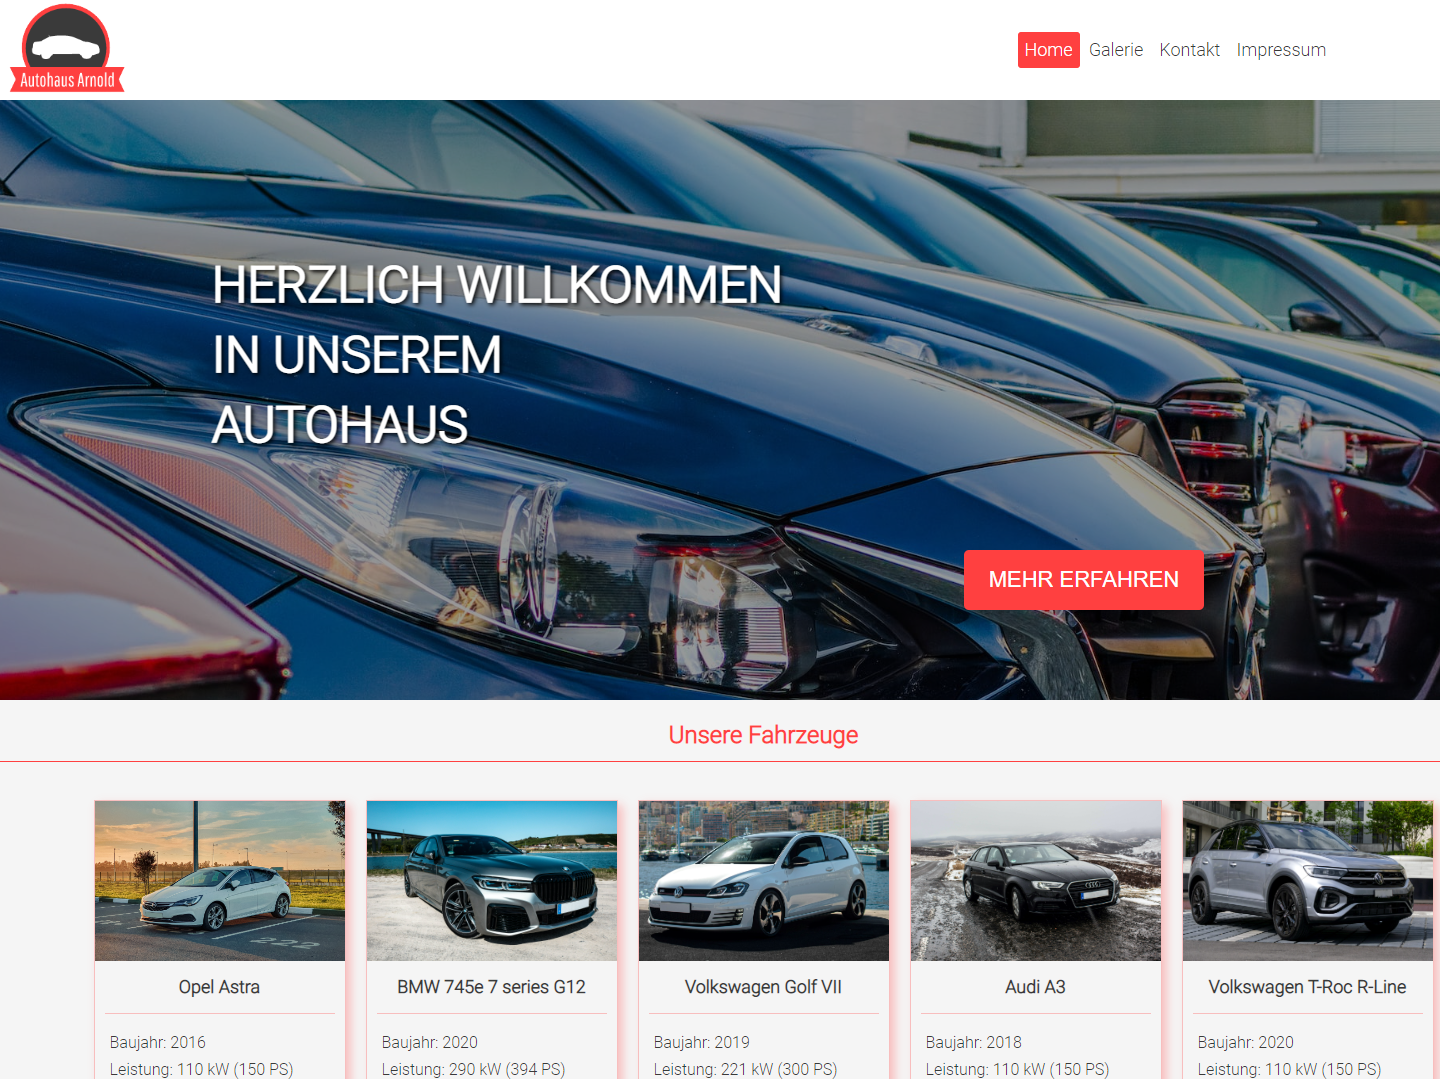 Autohaus Arnold
Home Galerie Kontakt Impressum
HERZLICH WILLKOMMEN
IN UNSEREM
AUTOHAUS
MEHR ERFAHREN
Unsere Fahrzeuge
222
Opel Astra
Baujahr: 2016
Leistung: 110 kW (150 PS)
BMW 745e 7 series G12
Baujahr: 2020
Leistung: 290 kW (394 PS)
Volkswagen Golf VII
Baujahr: 2019
Leistung: 221 kW (300 PS)
Audi A3
Baujahr: 2018
Leistung: 110 kW (150 PS)
Volkswagen T-Roc R-Line
Baujahr: 2020
Leistung: 110 kW (150 PS)